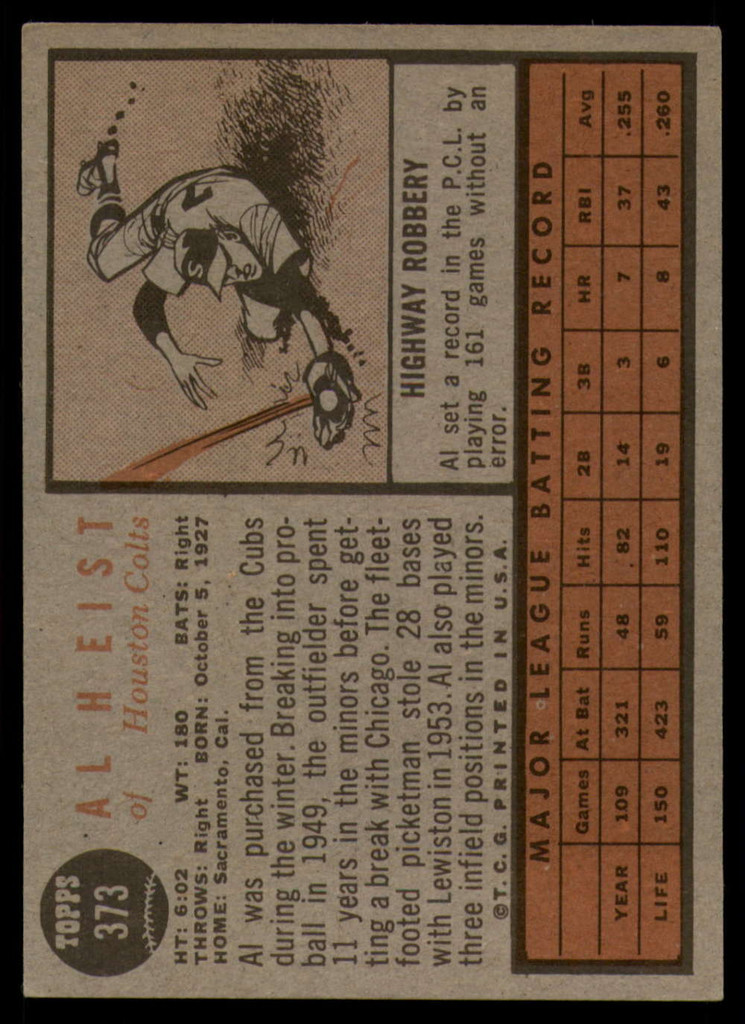 TOPPS
373
AL HEIST
of Houston Colts
HT: 6:02 WT: 180 BATS: Right
THROWS: Right BORN: October 5, 1927
HOME: Sacramento, Cal.
Al was purchased from the Cubs
during the winter. Breaking into pro-
ball in 1949, the outfielder spent
11 years in the minors before get-
ting a break with Chicago. The fleet-
footed picketman stole 28 bases
with Lewiston in 1953. Al also played
three infield positions in the minors.
©T.C.G. PRINTED IN U.S.A.
S
7
HIGHWAY ROBBERY
Al set a record in the P.C.L. by
playing 161 games without an
error.
MAJOR LEAGUE BATTING RECORD
Games At Bat Runs Hits 2B 3B HR RBI Avg
YEAR 109 321 48 82 14 3 7 37 .255
LIFE 150 423 59 110 19 6 8 43 .260